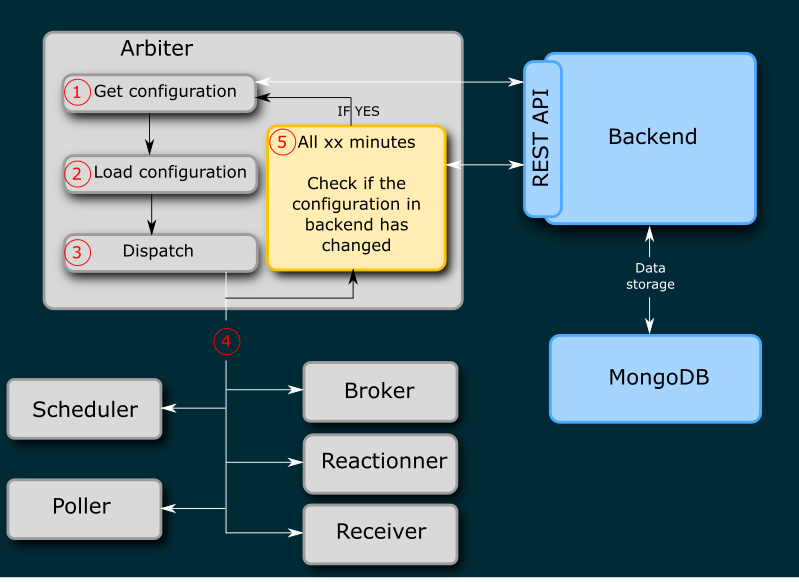 Arbiter
1 Get configuration
IF YES
2 Load configuration
3 Dispatch
5 All xx minutes
Check if the
configuration in
backend has
changed
REST API
Backend
Data
storage
MongoDB
4
Scheduler
Poller
Broker
Reactionner
Receiver